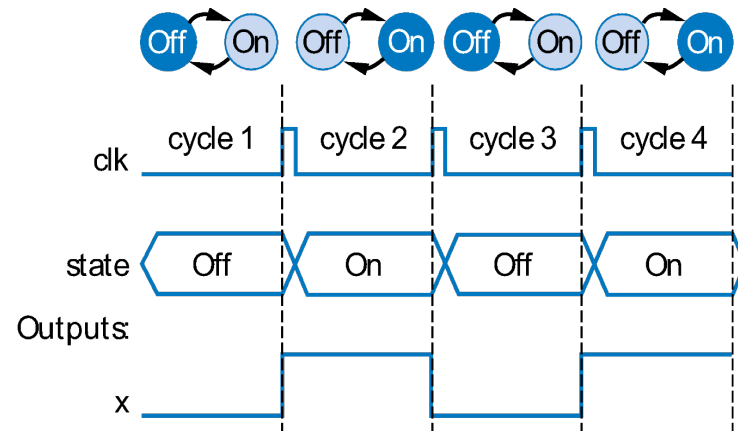 Off On Off On Off On Off On
clk cycle 1 cycle 2 cycle 3 cycle 4
state Off On Off On
Outputs:
x